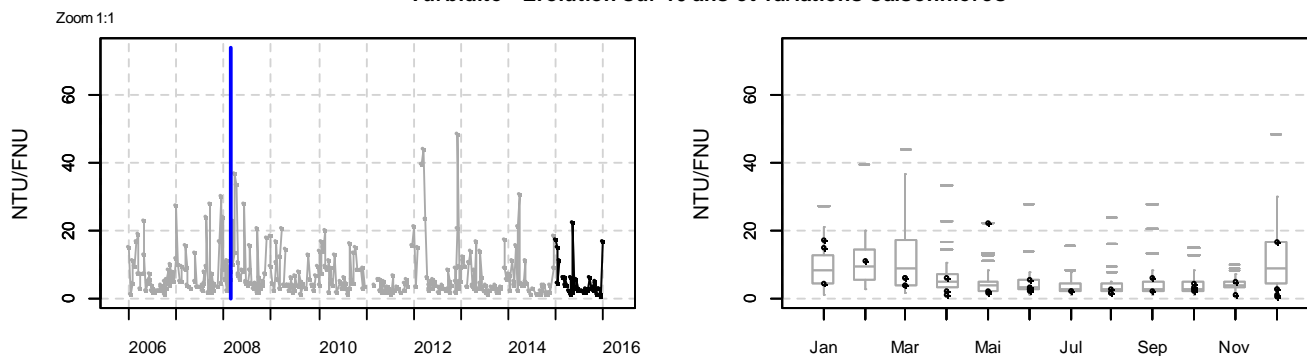 Turbidité - Evolution sur 10 ans et variations saisonnières
Zoom 1:1
NTU/FNU
60
40
20
0
2006 2008 2010 2012 2014 2016
NTU/FNU
60
40
20
0
Jan Mar Mai Jul Sep Nov